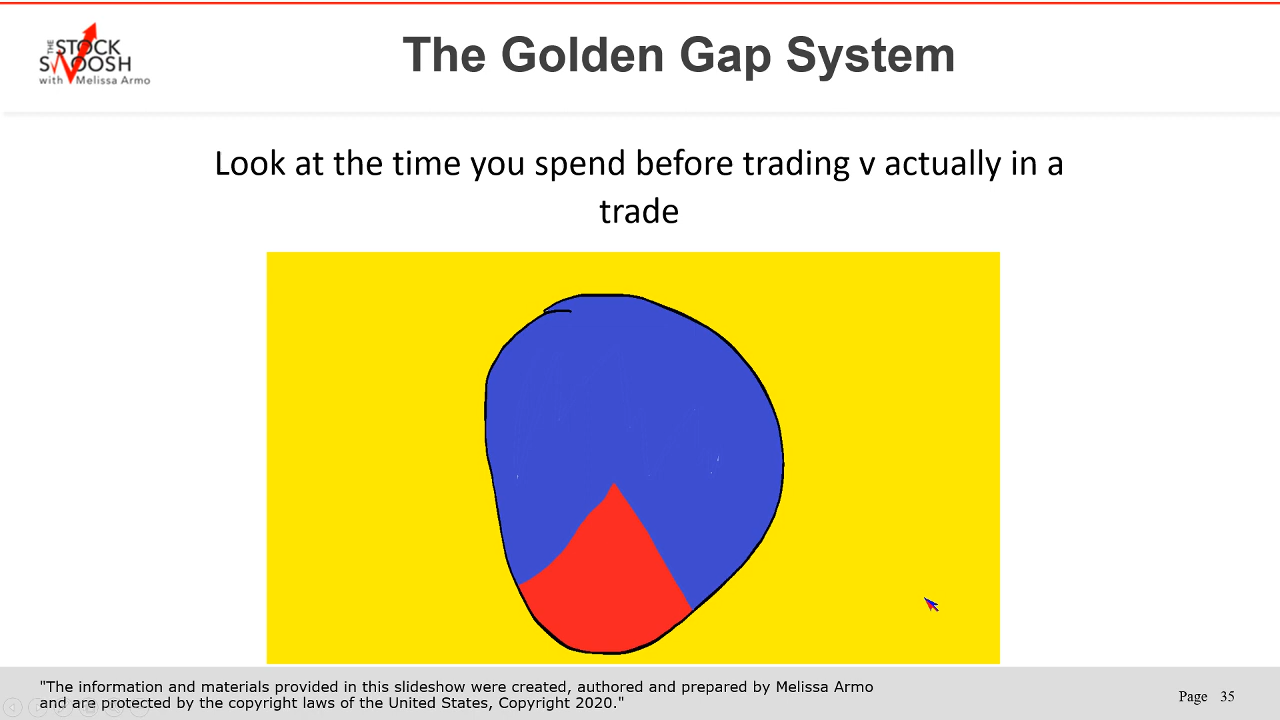 THE STOCK
SWOOSH
with Melissa Armo
The Golden Gap System
Look at the time you spend before trading v actually in a
trade
"The information and materials provided in this slideshow were created, authored and prepared by Melissa Armo
and are protected by the copyright laws of the United States, Copyright 2020."
Page 35